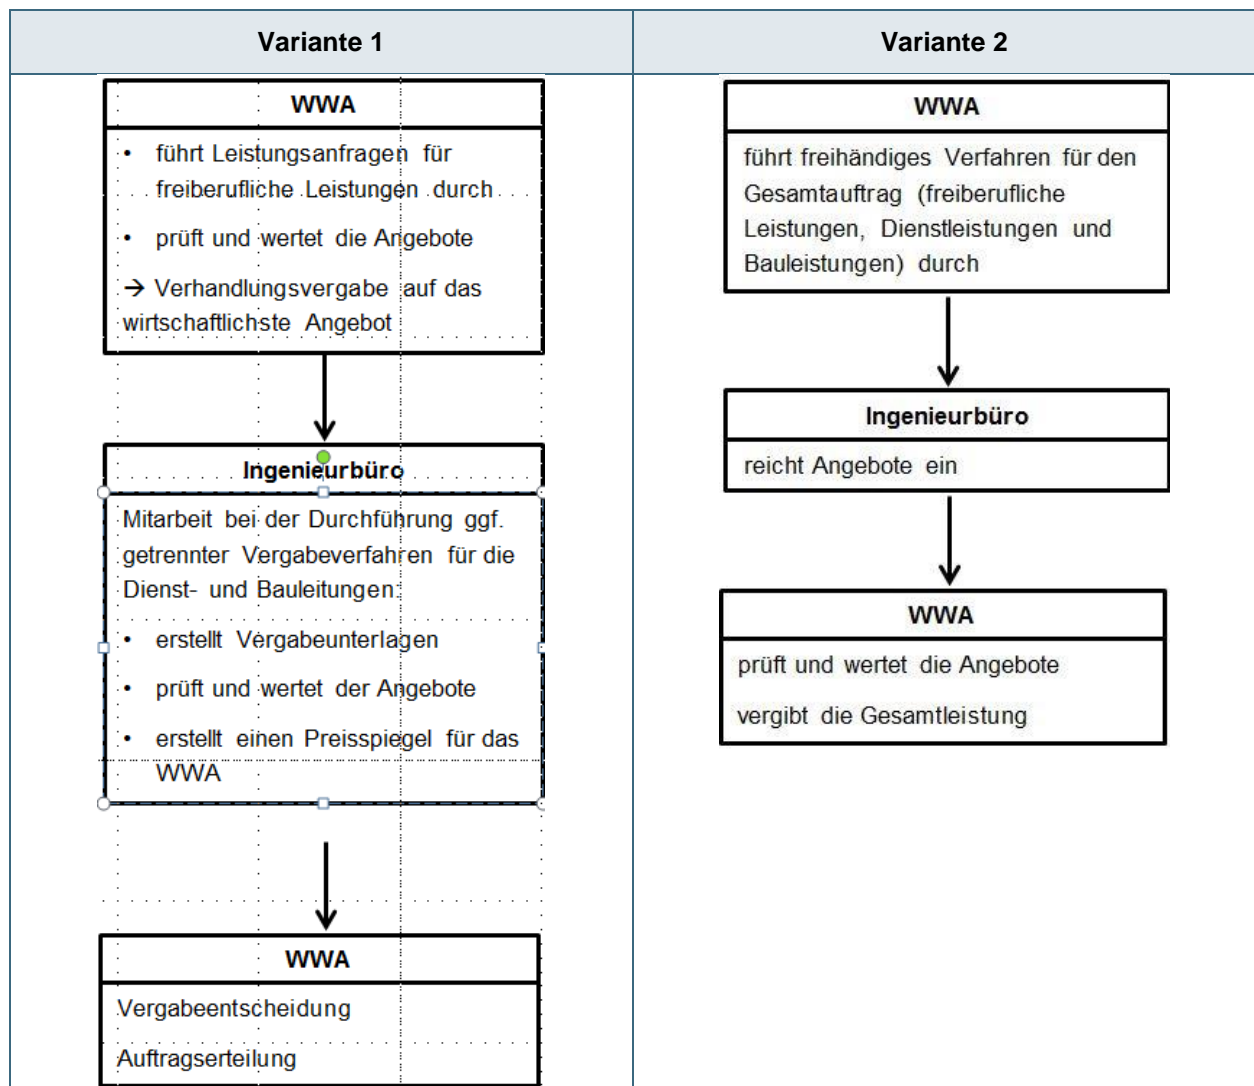 Variante 1
WWA
• führt Leistungsanfragen für
freiberufliche Leistungen durch
• prüft und wertet die Angebote
→ Verhandlungsvergabe auf das
wirtschaftlichste Angebot
Ingenieurbüro
Mitarbeit bei der Durchführung ggf.
getrennter Vergabeverfahren für die
Dienst- und Bauleitungen:
• erstellt Vergabeunterlagen
• prüft und wertet der Angebote
• erstellt einen Preisspiegel für das
WWA
WWA
Vergabeentscheidung
Auftragserteilung
Variante 2
WWA
führt freihändiges Verfahren für den
Gesamtauftrag (freiberufliche
Leistungen, Dienstleistungen und
Bauleistungen) durch
Ingenieurbüro
reicht Angebote ein
WWA
prüft und wertet die Angebote
vergibt die Gesamtleistung